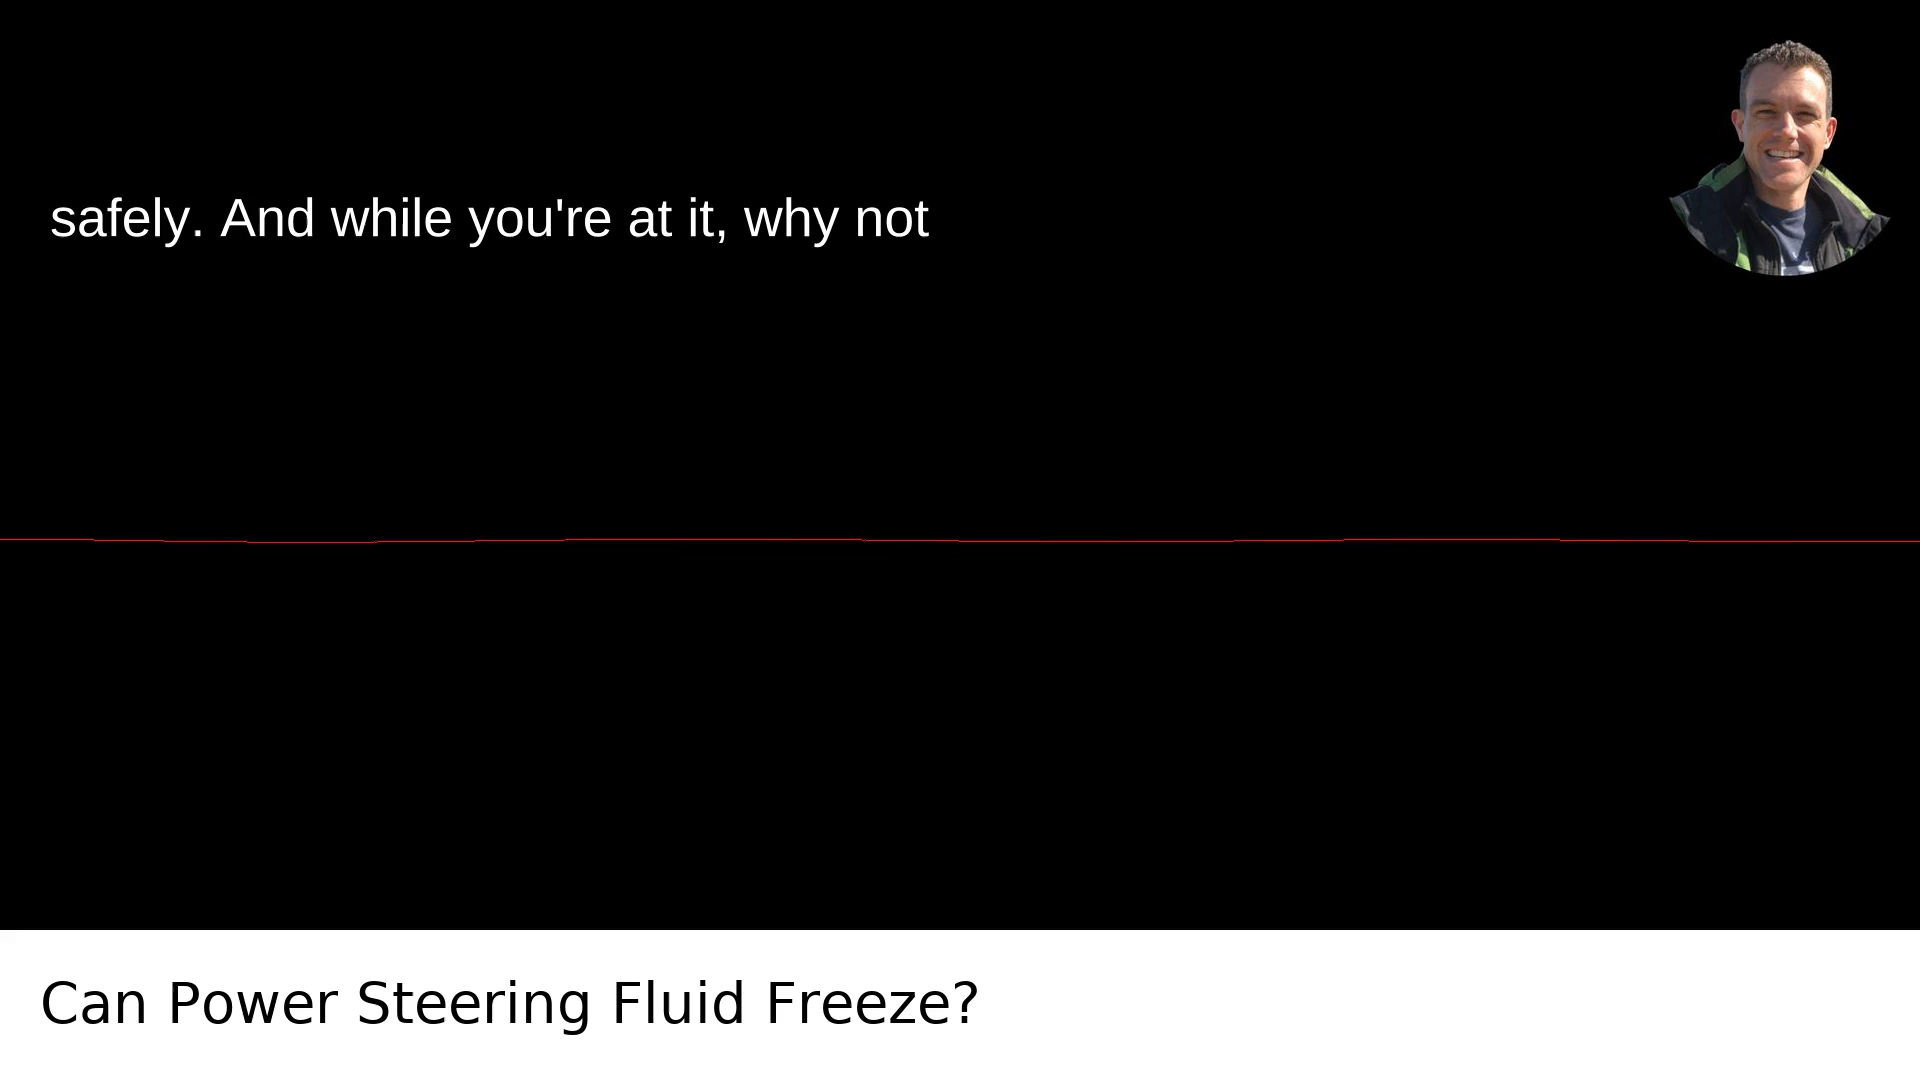 safely. And while you're at it, why not
Can Power Steering Fluid Freeze?